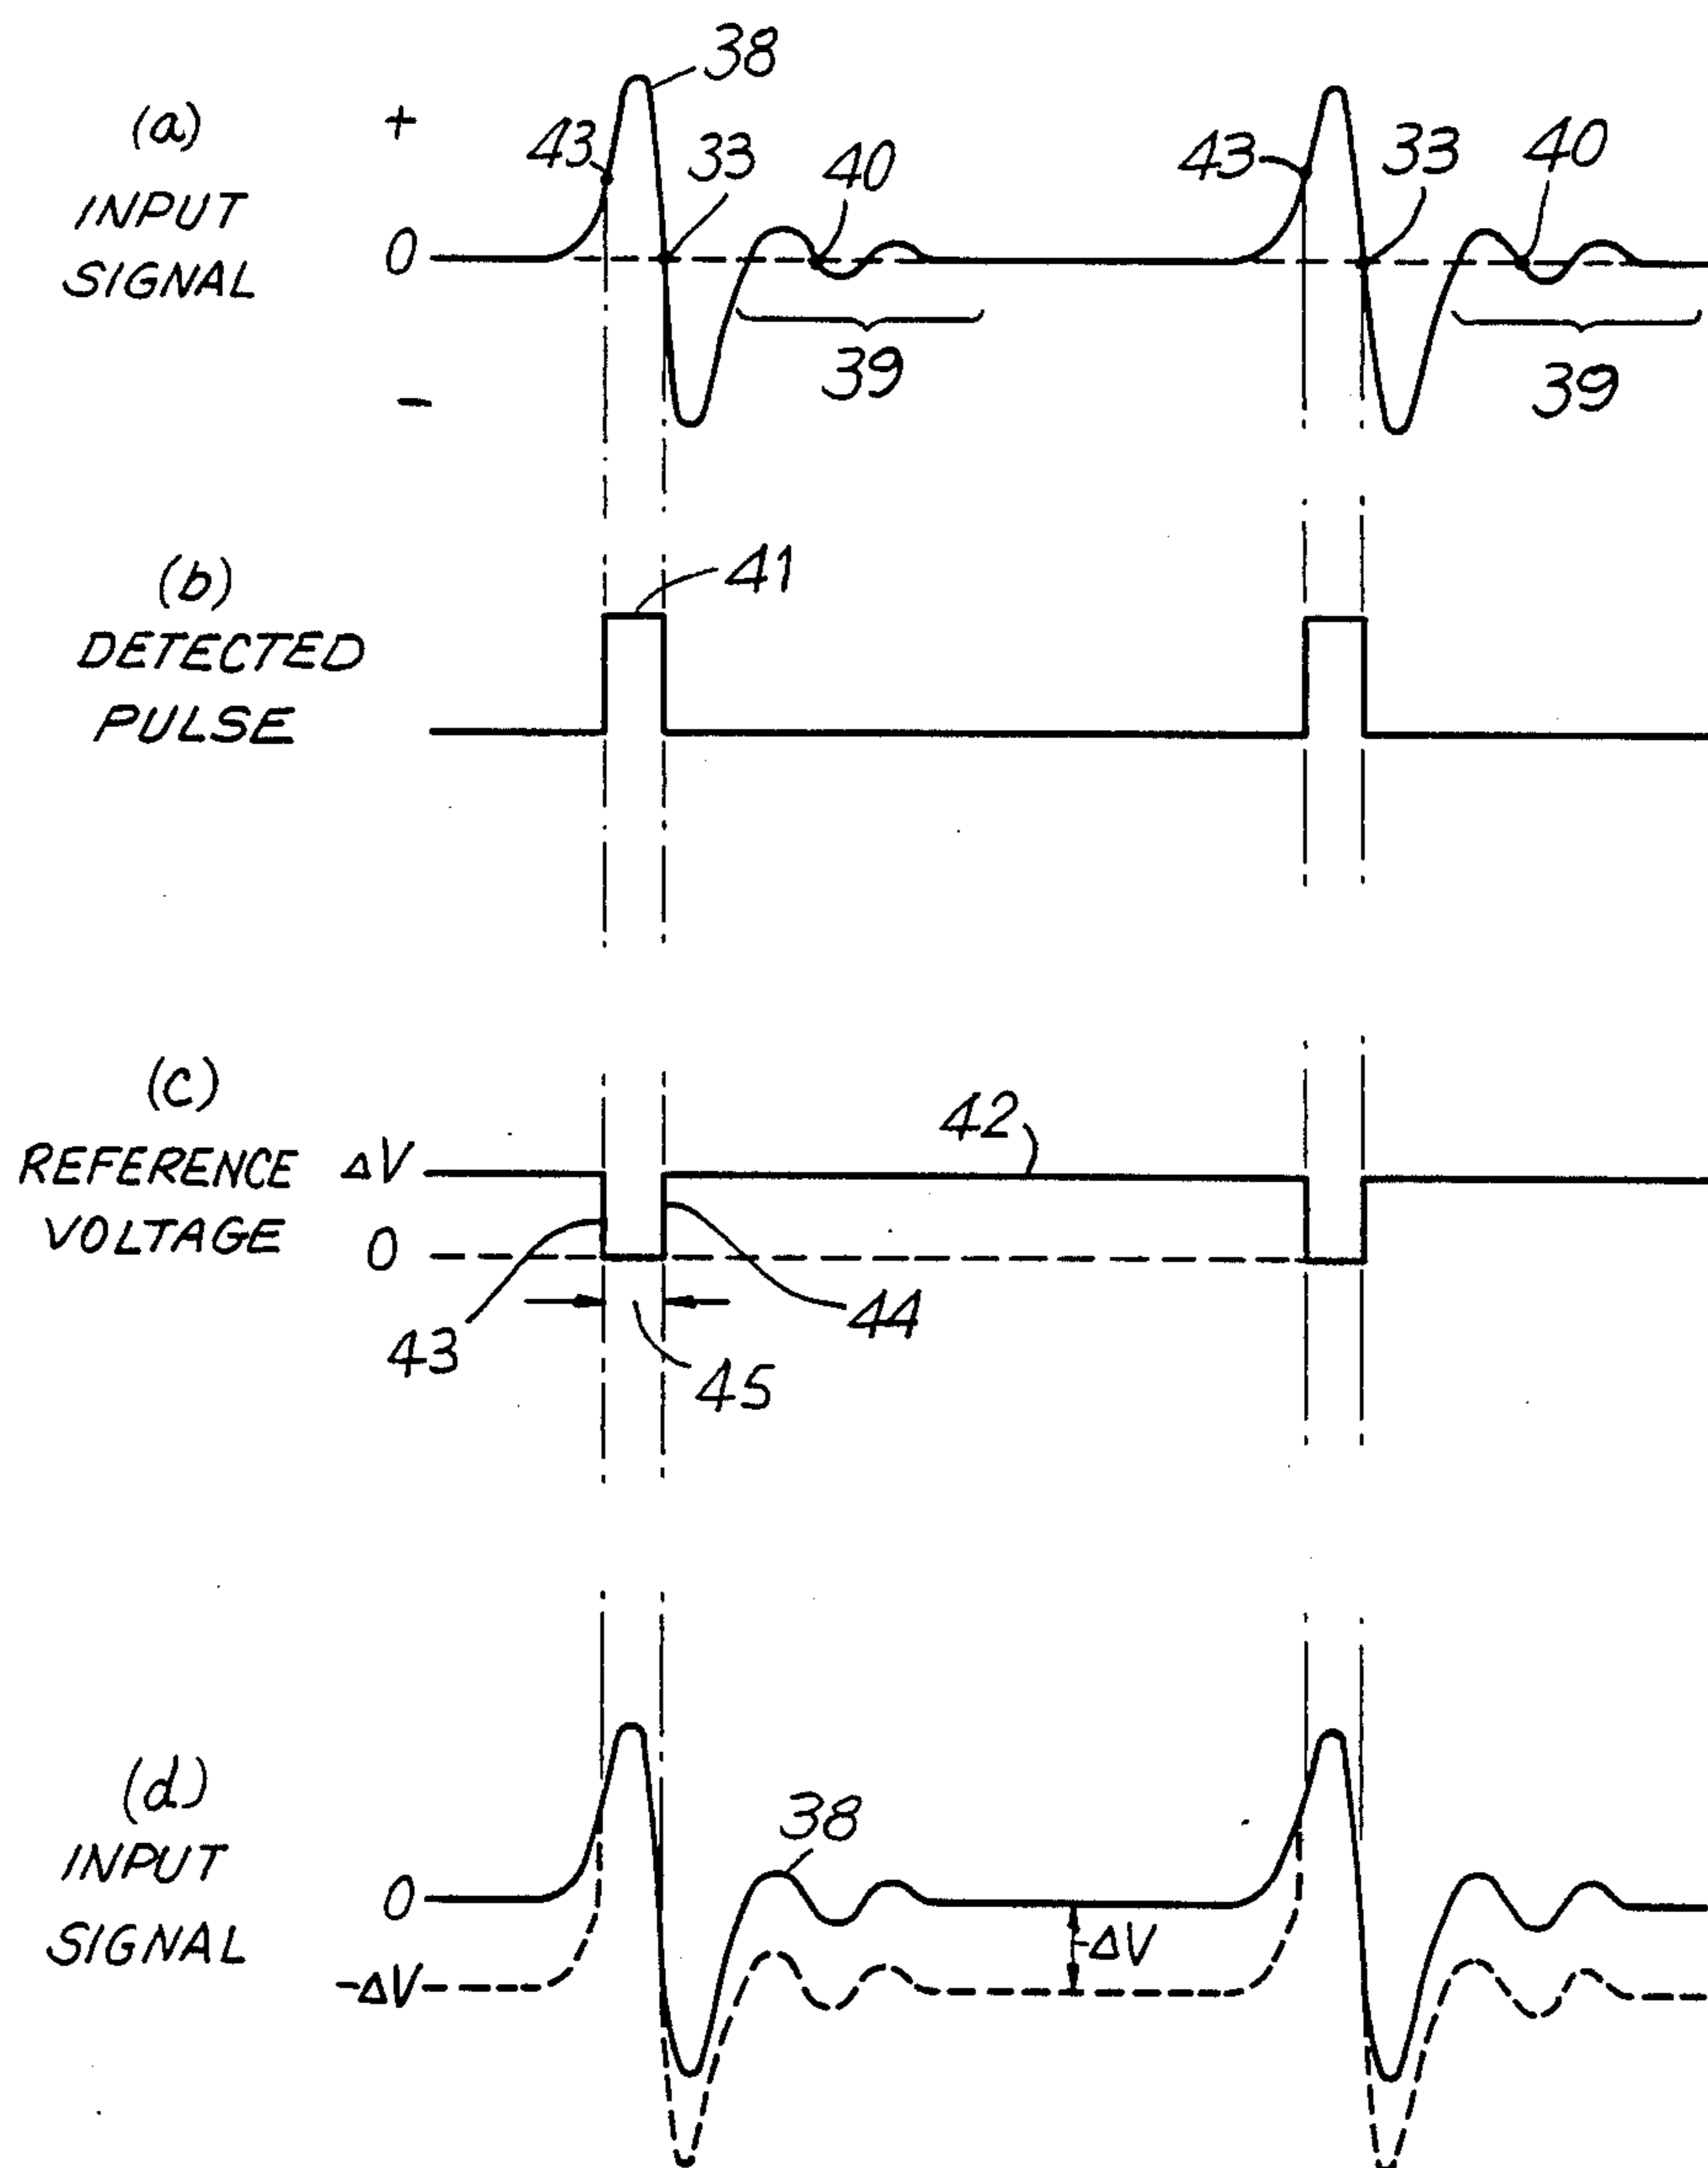 38
(a)
+
43
33
40
43
33
40
INPUT
SIGNAL
0
39
39
-
(b)
41
DETECTED
PULSE
(c)
42
REFERENCE
VOLTAGE
ΔV
0
43
44
45
(d)
38
INPUT
SIGNAL
0
-ΔV
-ΔV